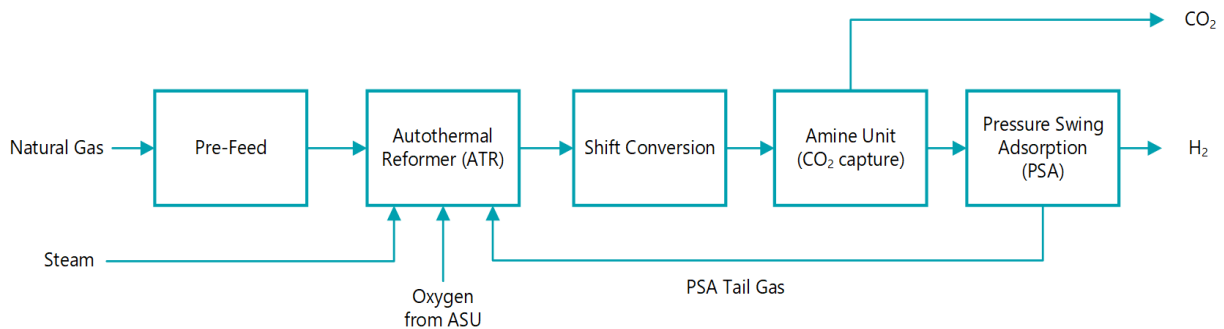 CO₂
Natural Gas
Pre-Feed
Autothermal
Reformer (ATR)
Shift Conversion
Amine Unit
(CO₂ capture)
Pressure Swing
Adsorption
(PSA)
H₂
Steam
Oxygen
from ASU
PSA Tail Gas